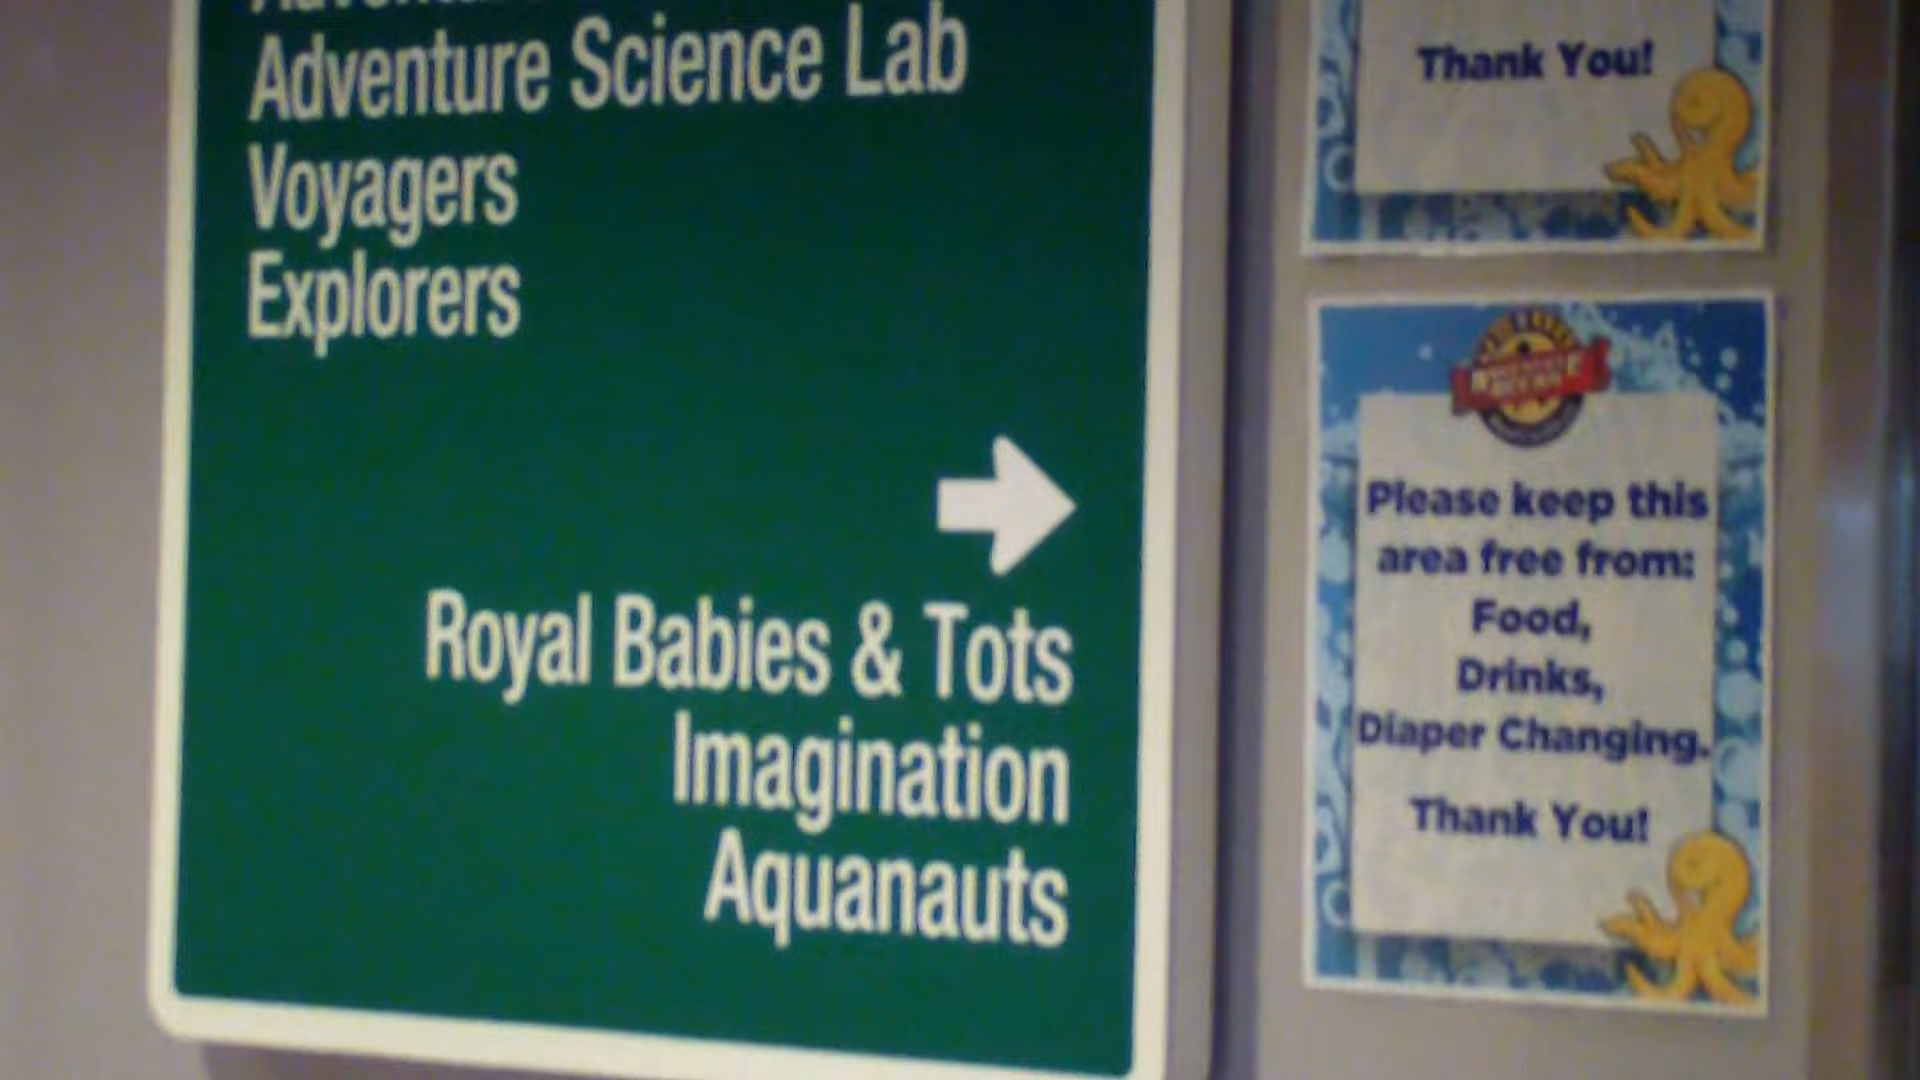 Adventure Science Lab
Voyagers
Explorers
Royal Babies & Tots
Imagination
Aquanauts
Thank You!
Please keep this
area free from:
Food,
Drinks,
Diaper Changing.
Thank You!